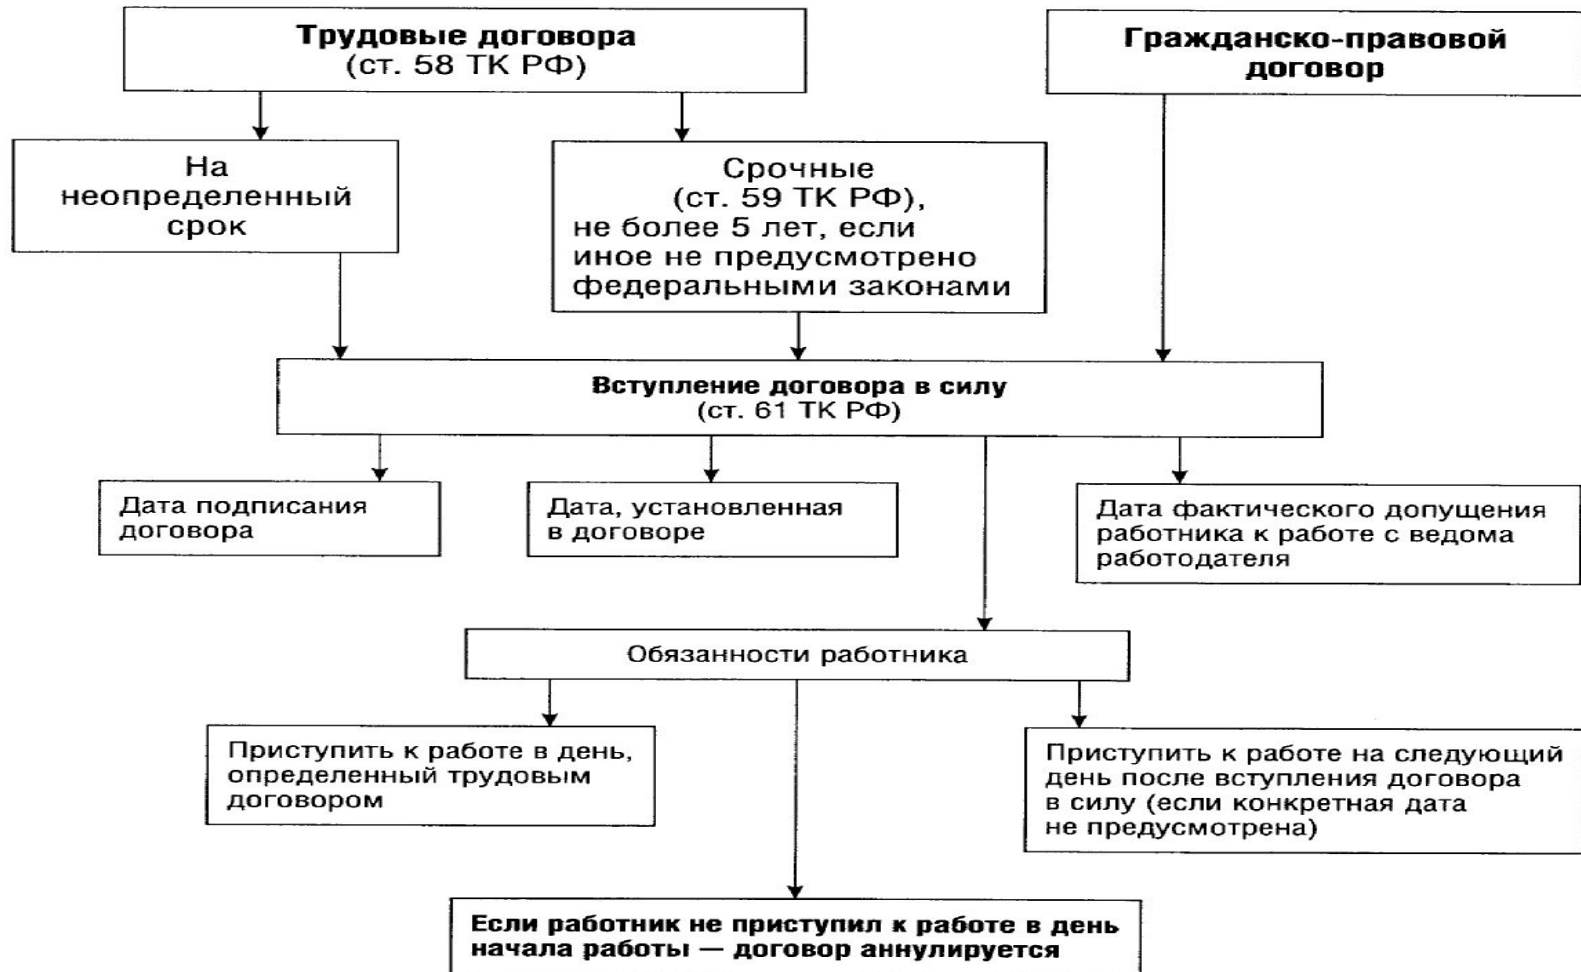 Трудовые договора
(ст. 58 ТК РФ)
Гражданско-правовой
договор
На
неопределенный
срок
Срочные
(ст. 59 ТК РФ),
не более 5 лет, если
иное не предусмотрено
федеральными законами
Вступление договора в силу
(ст. 61 ТК РФ)
Дата подписания
договора
Дата, установленная
в договоре
Дата фактического допущения
работника к работе с ведома
работодателя
Обязанности работника
Приступить к работе в день,
определенный трудовым
договором
Приступить к работе на следующий
день после вступления договора
в силу (если конкретная дата
не предусмотрена)
Если работник не приступил к работе в день
начала работы — договор аннулируется